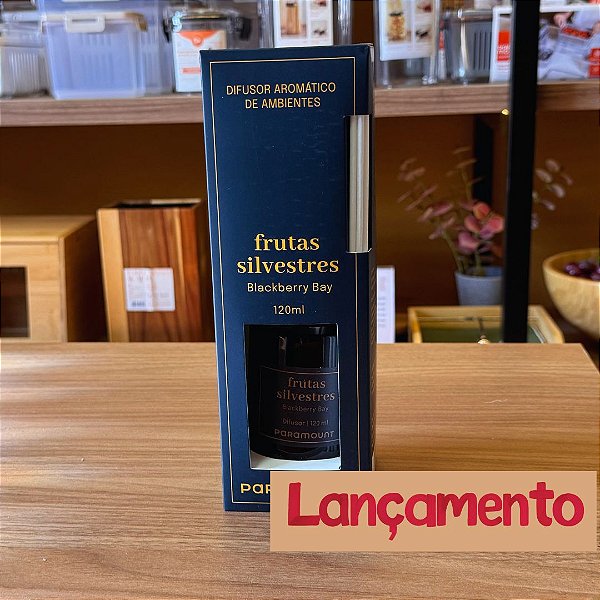 DIFUSOR AROMÁTICO
DE AMBIENTES
frutas
silvestres
Blackberry Bay
120ml
frutas
silvestres
Blackberry Bay
Difusor | 120 ml
PARAMOUNT
Lançamento